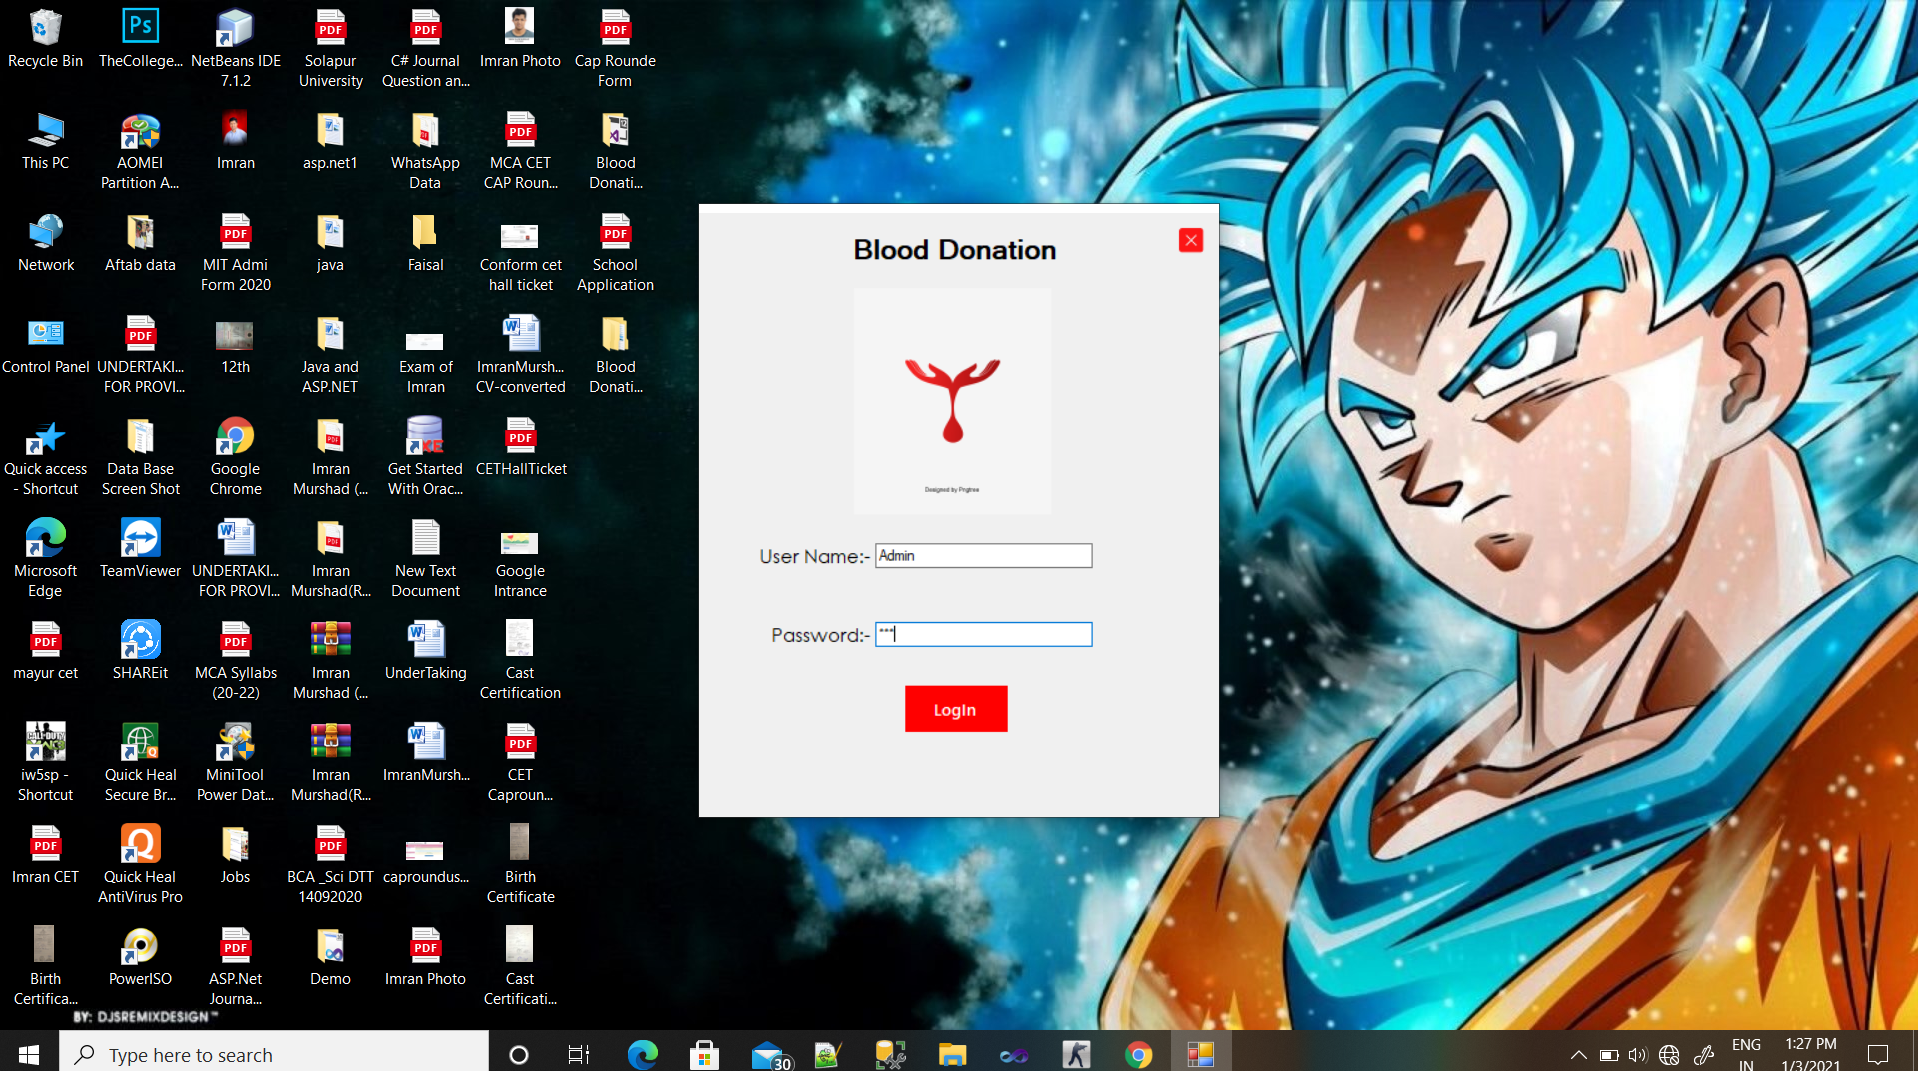 Recycle Bin
TheCollege...
NetBeans IDE
7.1.2
Solapur
University
C# Journal
Question an...
Imran Photo
Cap Rounde
Form
This PC
AOMEI
Partition A...
Imran
asp.net1
WhatsApp
Data
MCA CET
CAP Roun...
Blood
Donati...
Network
Aftab data
MIT Admi
Form 2020
java
Faisal
Conform cet
hall ticket
School
Application
Control Panel
UNDERTAKI...
FOR PROVI...
12th
Java and
ASP.NET
Exam of
Imran
ImranMursh...
CV-converted
Blood
Donati...
Quick access
- Shortcut
Data Base
Screen Shot
Google
Chrome
Imran
Murshad (...
Get Started
With Orac...
CETHallTicket
Microsoft
Edge
TeamViewer
UNDERTAKI...
FOR PROVI...
Imran
Murshad(R...
New Text
Document
Google
Intrance
mayur cet
SHAREit
MCA Syllabs
(20-22)
Imran
Murshad (...
UnderTaking
Cast
Certification
iw5sp -
Shortcut
Quick Heal
Secure Br...
MiniTool
Power Dat...
Imran
Murshad(R...
ImranMursh...
CET
Caproun...
Imran CET
Quick Heal
AntiVirus Pro
Jobs
BCA _Sci DTT
14092020
caproundus...
Birth
Certificate
Birth
Certifica...
PowerISO
ASP.Net
Journa...
Demo
Imran Photo
Cast
Certificati...
BY: DJSREMIXDESIGN™
Blood Donation
Designed by Pngtree
User Name:- Admin
Password:- ***
LogIn
Type here to search
30
ENG
IN
1:27 PM
1/3/2021